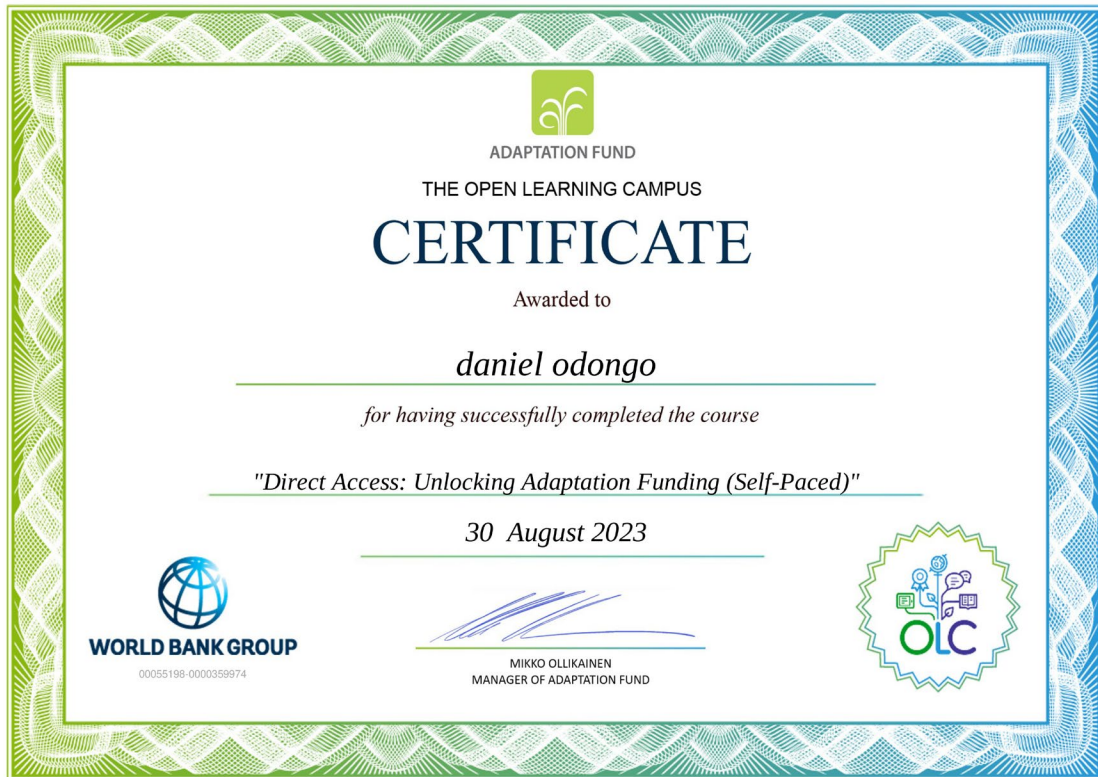 ADAPTATION FUND
THE OPEN LEARNING CAMPUS
CERTIFICATE
Awarded to
daniel odongo
for having successfully completed the course
"Direct Access: Unlocking Adaptation Funding (Self-Paced)"
30 August 2023
WORLD BANK GROUP
00055198-0000359974
MIKKO OLLIKAINEN
MANAGER OF ADAPTATION FUND
OLC